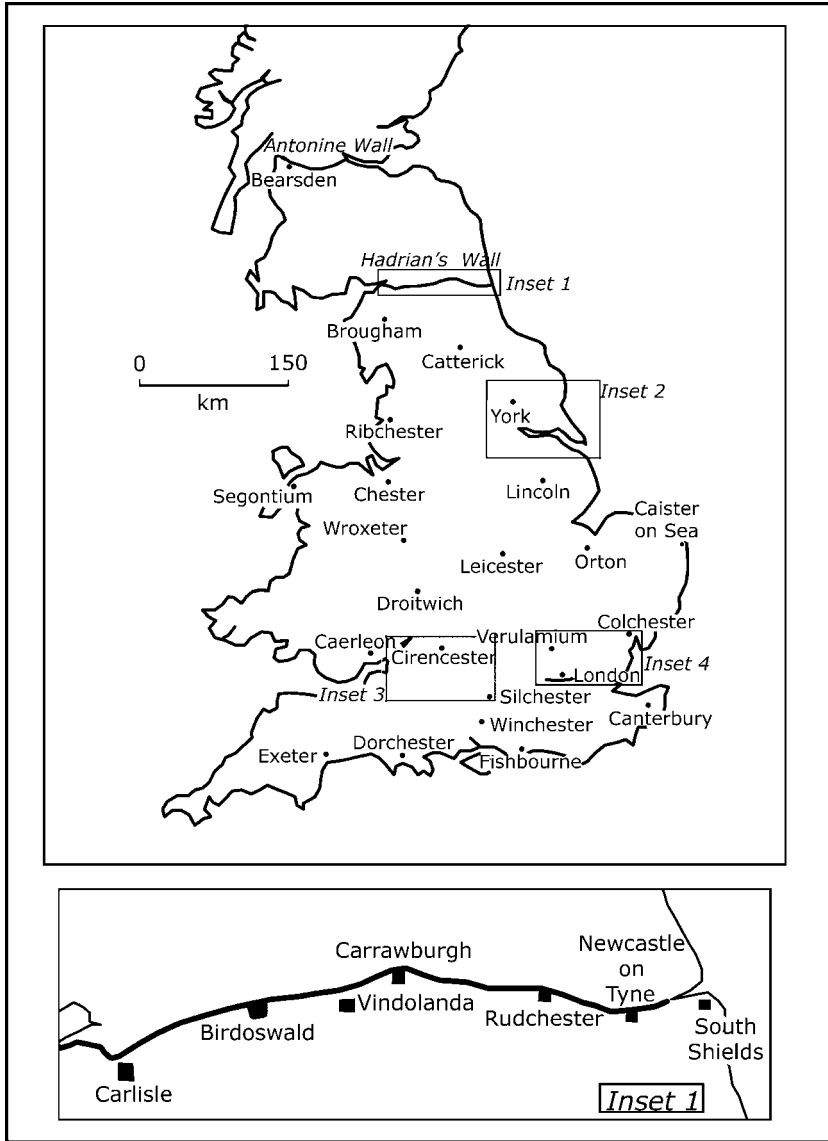 Antonine Wall
Bearsden
Hadrian's Wall
Inset 1
Brougham
Catterick
0 150
km
Inset 2
York
Ribchester
Segontium
Chester
Lincoln
Caister
on Sea
Wroxeter
Leicester
Orton
Droitwich
Colchester
Caerleon
Verulamium
Cirencester
London
Inset 4
Inset 3
Silchester
Canterbury
Winchester
Exeter
Dorchester
Fishbourne
Carrawburgh
Newcastle
on
Tyne
Vindolanda
Rudchester
Birdoswald
South
Shields
Carlisle
Inset 1